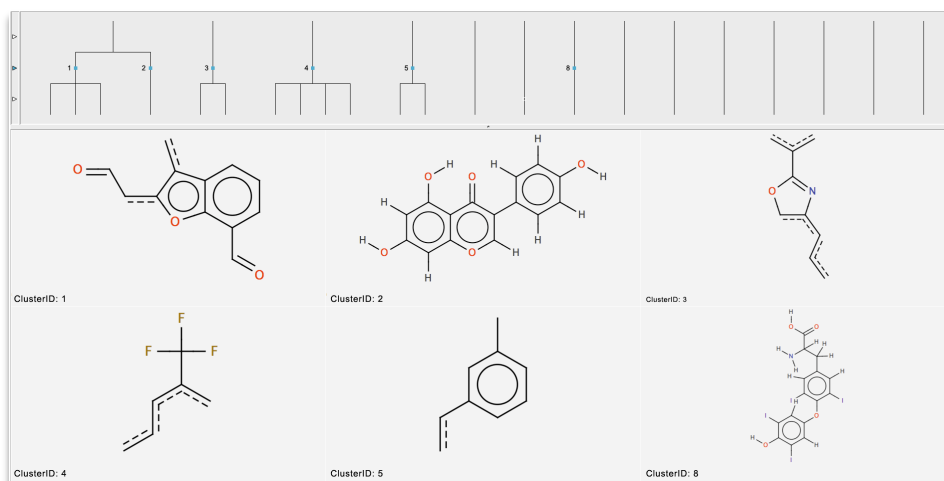 1 2 3 4 5 8
O
O
O
ClusterID: 1
H
H H
O H O O
H
H H
H O O H
H
H
ClusterID: 2
O N
ClusterID: 3
F
F F
ClusterID: 4
ClusterID: 5
H
O O
H H H
N H
H
H H
I H I
I O
H O H
I
ClusterID: 8